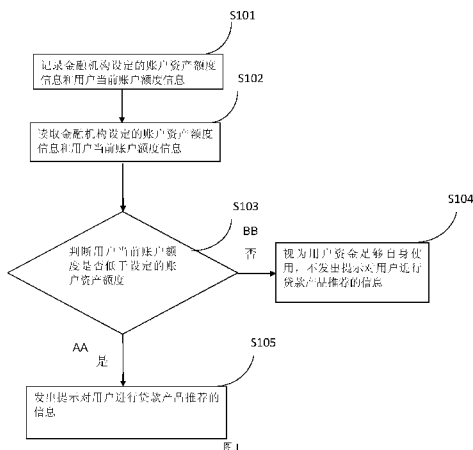 S101
记录金融机构设定的账户资产额度
信息和用户当前账户额度信息
S102
读取金融机构设定的账户资产额度
信息和用户当前账户额度信息
S103
判断用户当前账户额
度是否低于设定的账
户资产额度
BB
否
S104
视为用户资金足够自身使
用，不发出提示对用户进行
贷款产品推荐的信息
AA
是
S105
发出提示对用户进行贷款产品推荐的
信息
图1